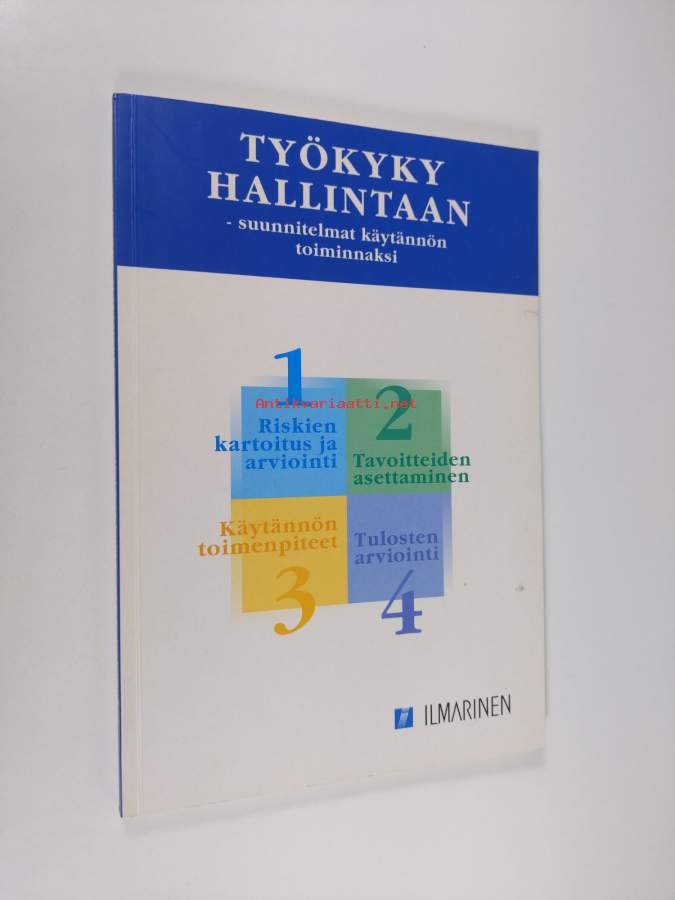 TYÖKYKY
HALLINTAAN
- suunnitelmat käytännön
toiminnaksi
1
Antikvariaatti.net
Riskien
kartoitus ja
arviointi
2
Tavoitteiden
asettaminen
Käytännön
toimenpiteet
3
Tulosten
arviointi
4
ILMARINEN